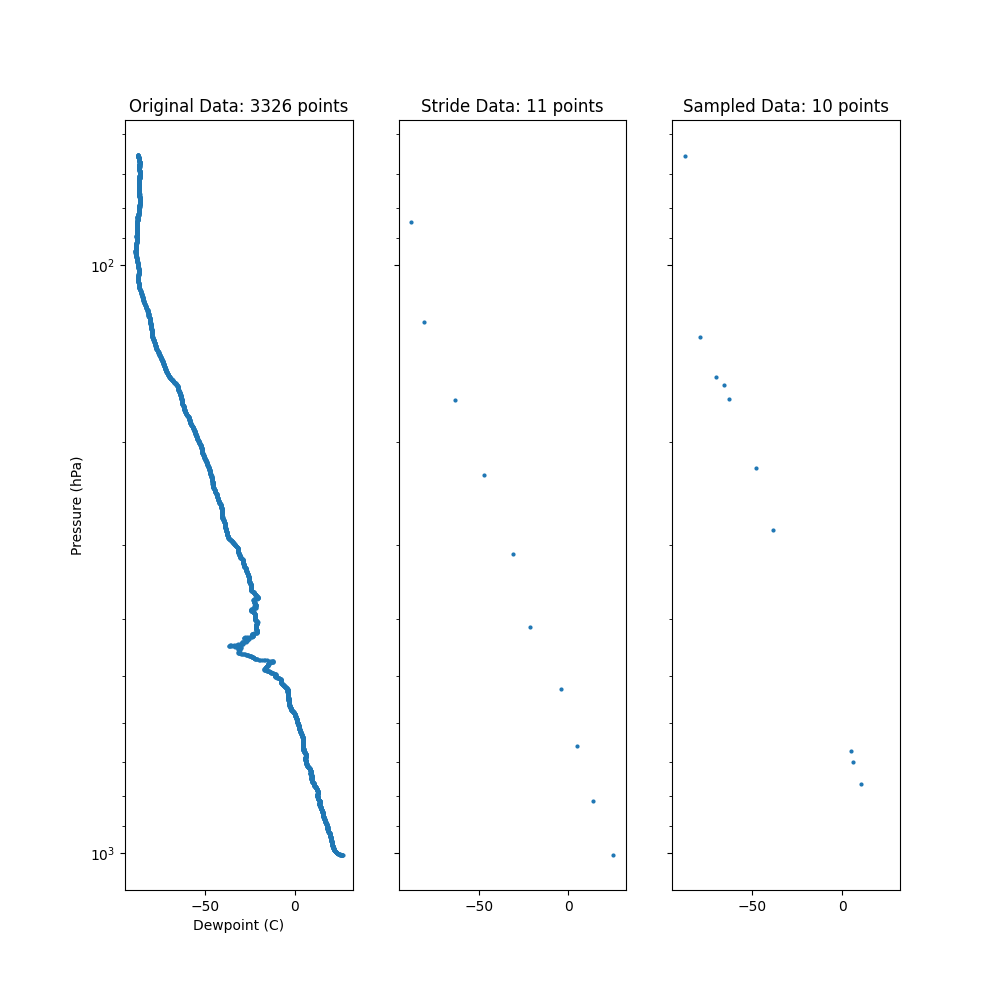 Original Data: 3326 points
Stride Data: 11 points
Sampled Data: 10 points
10²
10³
Pressure (hPa)
−50
0
−50
0
−50
0
Dewpoint (C)